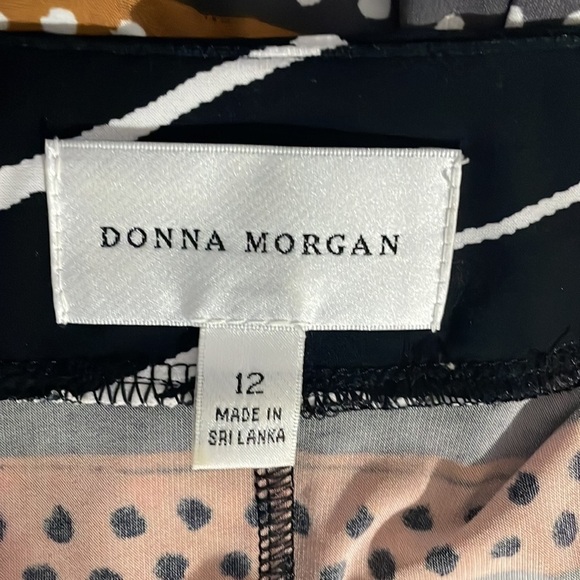 DONNA MORGAN
12
MADE IN
SRI LANKA